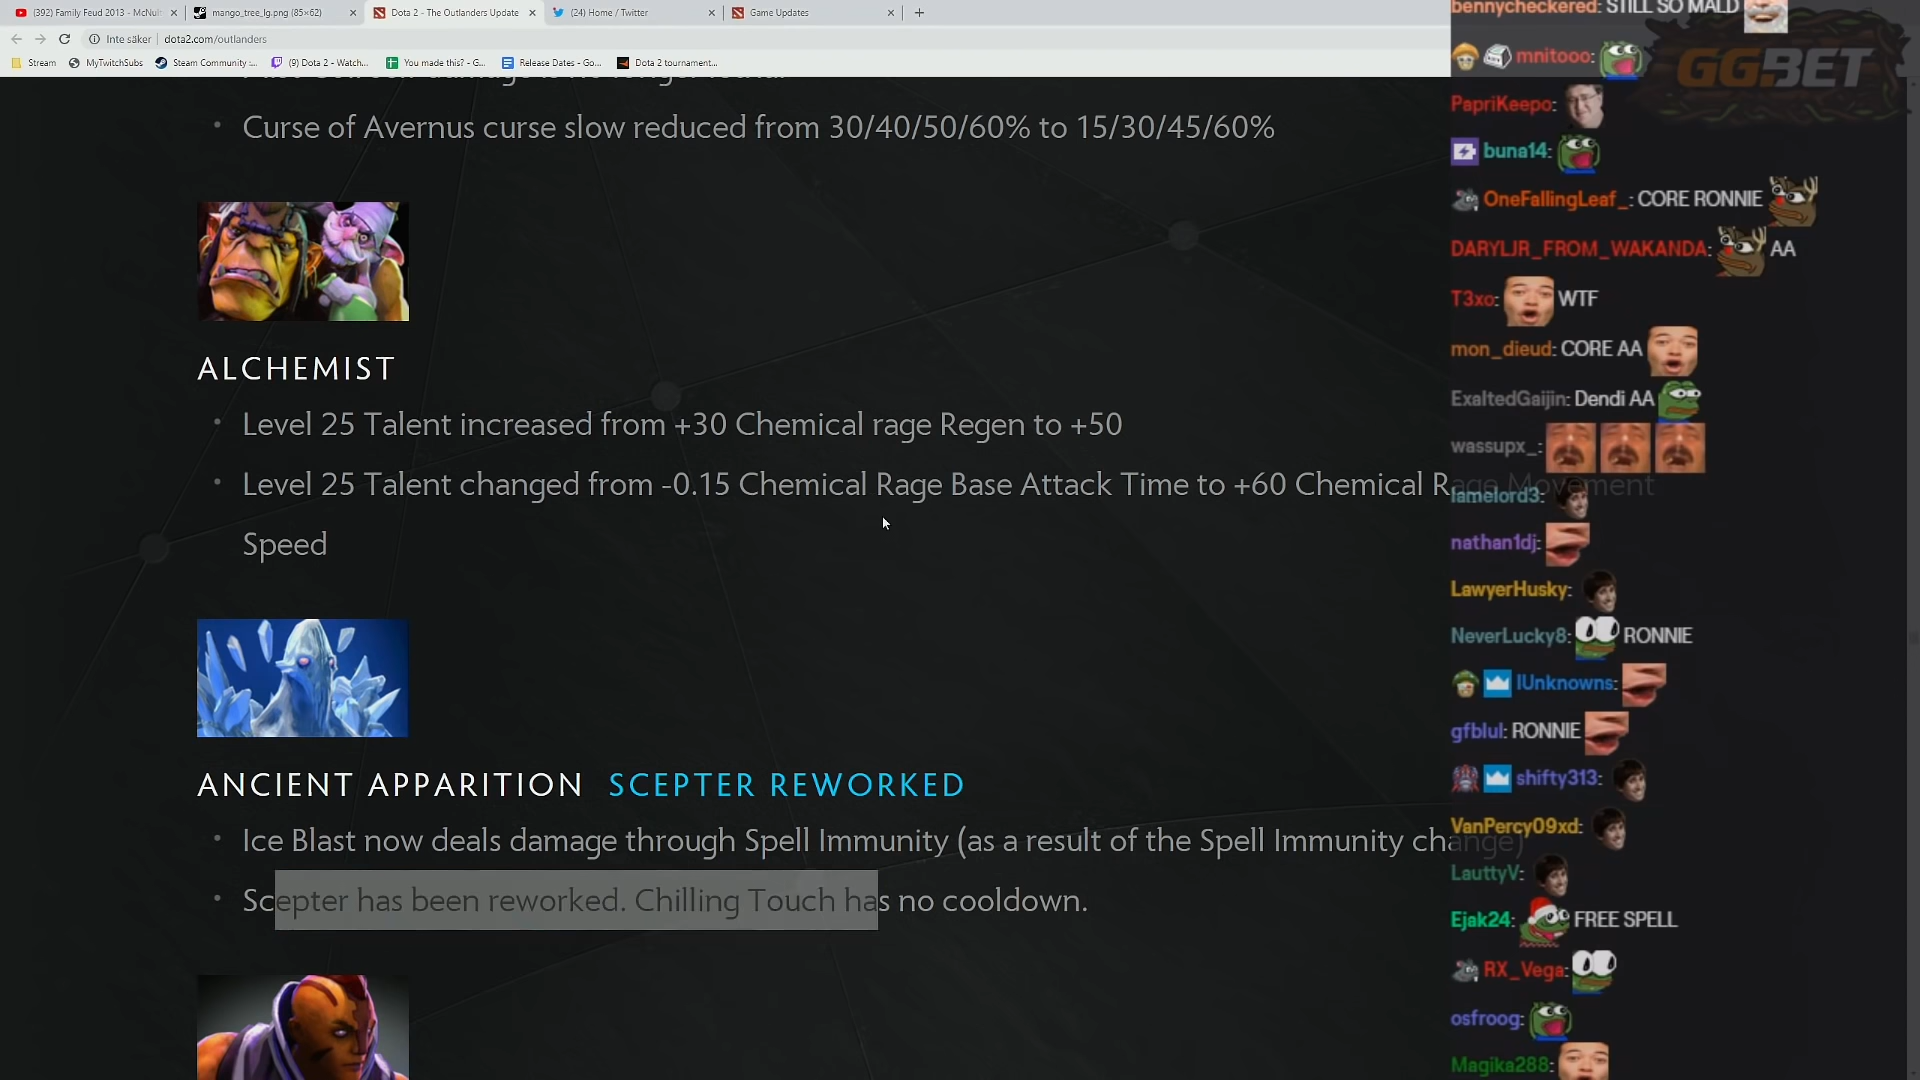 (392) Family Feud 2013 - McNult
mango_tree_lg.png (85×62)
Dota 2 - The Outlanders Update
(24) Home / Twitter
Game Updates
Inte säker
dota2.com/outlanders
Stream
MyTwitchSubs
Steam Community :...
(9) Dota 2 - Watch...
You made this? - G...
Release Dates - Go...
Dota 2 tournament...
Curse of Avernus curse slow reduced from 30/40/50/60% to 15/30/45/60%
ALCHEMIST
Level 25 Talent increased from +30 Chemical rage Regen to +50
Level 25 Talent changed from -0.15 Chemical Rage Base Attack Time to +60 Chemical Rage Movement
Speed
ANCIENT APPARITION SCEPTER REWORKED
Ice Blast now deals damage through Spell Immunity (as a result of the Spell Immunity change)
Scepter has been reworked. Chilling Touch has no cooldown.
GG.BET
bennycheckered: STILL SO MALD
mnitooo:
PapriKeepo:
buna14:
OneFallingLeaf_: CORE RONNIE
DARYLJR_FROM_WAKANDA: AA
T3xo: WTF
mon_dieud: CORE AA
ExaltedGaijin: Dendi AA
wassupx_:
lamelord3:
nathan1dj:
LawyerHusky:
NeverLucky8: RONNIE
IUnknowns:
gfblul: RONNIE
shifty313:
VanPercy09xd:
LauttyV:
Ejak24: FREE SPELL
RX_Vega:
osfroog:
Magika288: